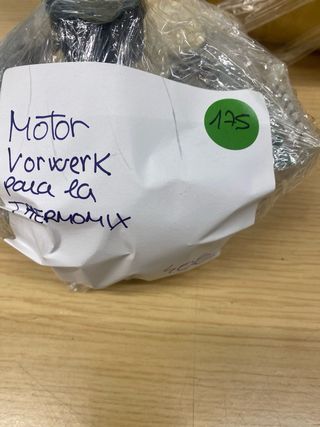 175
Motor
Vorwerk
para la
THERMOMIX